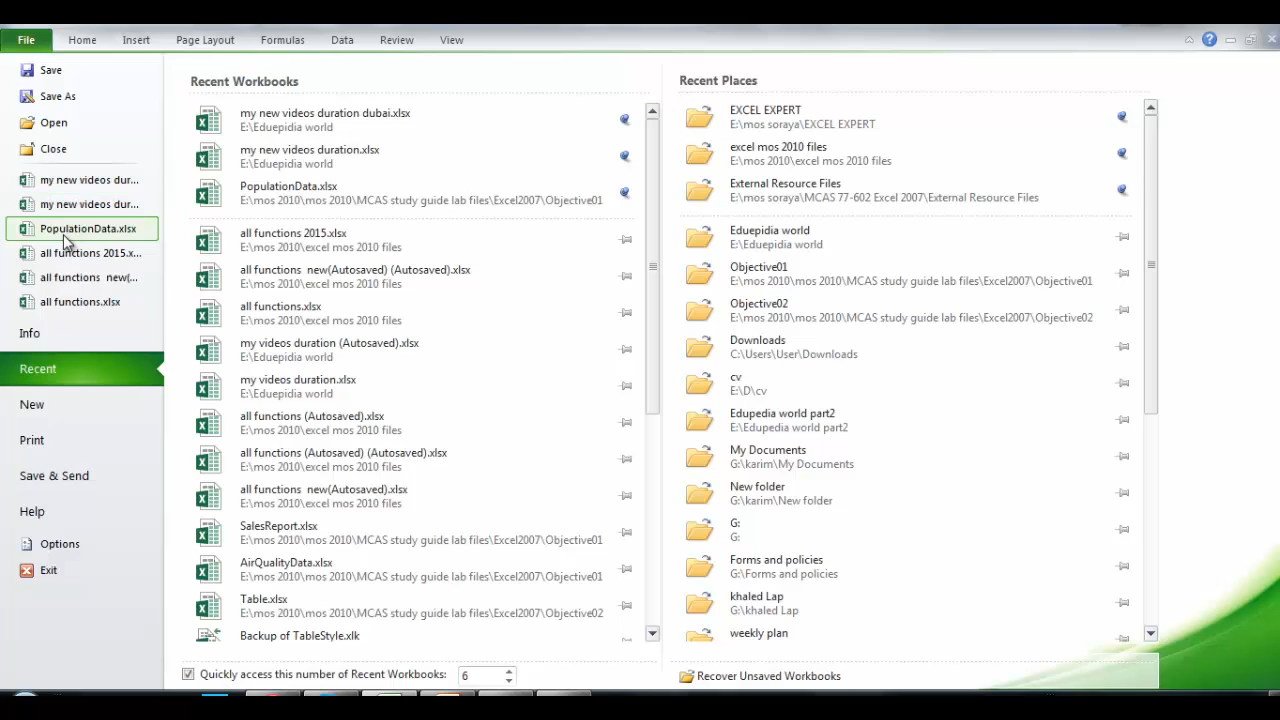 File Home Insert Page Layout Formulas Data Review View
Save
Save As
Open
Close
my new videos dur...
my new videos dur...
PopulationData.xlsx
all functions 2015.x...
all functions  new(...
all functions.xlsx
Info
Recent
New
Print
Save & Send
Help
Options
Exit
Recent Workbooks
my new videos duration dubai.xlsx
E:\Eduepidia world
my new videos duration.xlsx
E:\Eduepidia world
PopulationData.xlsx
E:\mos 2010\mos 2010\MCAS study guide lab files\Excel2007\Objective01
all functions 2015.xlsx
E:\mos 2010\excel mos 2010 files
all functions  new(Autosaved) (Autosaved).xlsx
E:\mos 2010\excel mos 2010 files
all functions.xlsx
E:\mos 2010\excel mos 2010 files
my videos duration (Autosaved).xlsx
E:\Eduepidia world
my videos duration.xlsx
E:\Eduepidia world
all functions (Autosaved).xlsx
E:\mos 2010\excel mos 2010 files
all functions (Autosaved) (Autosaved).xlsx
E:\mos 2010\excel mos 2010 files
all functions  new(Autosaved).xlsx
E:\mos 2010\excel mos 2010 files
SalesReport.xlsx
E:\mos 2010\mos 2010\MCAS study guide lab files\Excel2007\Objective01
AirQualityData.xlsx
E:\mos 2010\mos 2010\MCAS study guide lab files\Excel2007\Objective01
Table.xlsx
E:\mos 2010\mos 2010\MCAS study guide lab files\Excel2007\Objective02
Backup of TableStyle.xlk
Quickly access this number of Recent Workbooks: 6
Recent Places
EXCEL EXPERT
E:\mos soraya\EXCEL EXPERT
excel mos 2010 files
E:\mos 2010\excel mos 2010 files
External Resource Files
E:\mos soraya\MCAS 77-602 Excel 2007\External Resource Files
Eduepidia world
E:\Eduepidia world
Objective01
E:\mos 2010\mos 2010\MCAS study guide lab files\Excel2007\Objective01
Objective02
E:\mos 2010\mos 2010\MCAS study guide lab files\Excel2007\Objective02
Downloads
C:\Users\User\Downloads
cv
E:\D\cv
Edupedia world part2
E:\Edupedia world part2
My Documents
G:\karim\My Documents
New folder
G:\karim\New folder
G:
G:
Forms and policies
G:\Forms and policies
khaled Lap
G:\khaled Lap
weekly plan
Recover Unsaved Workbooks